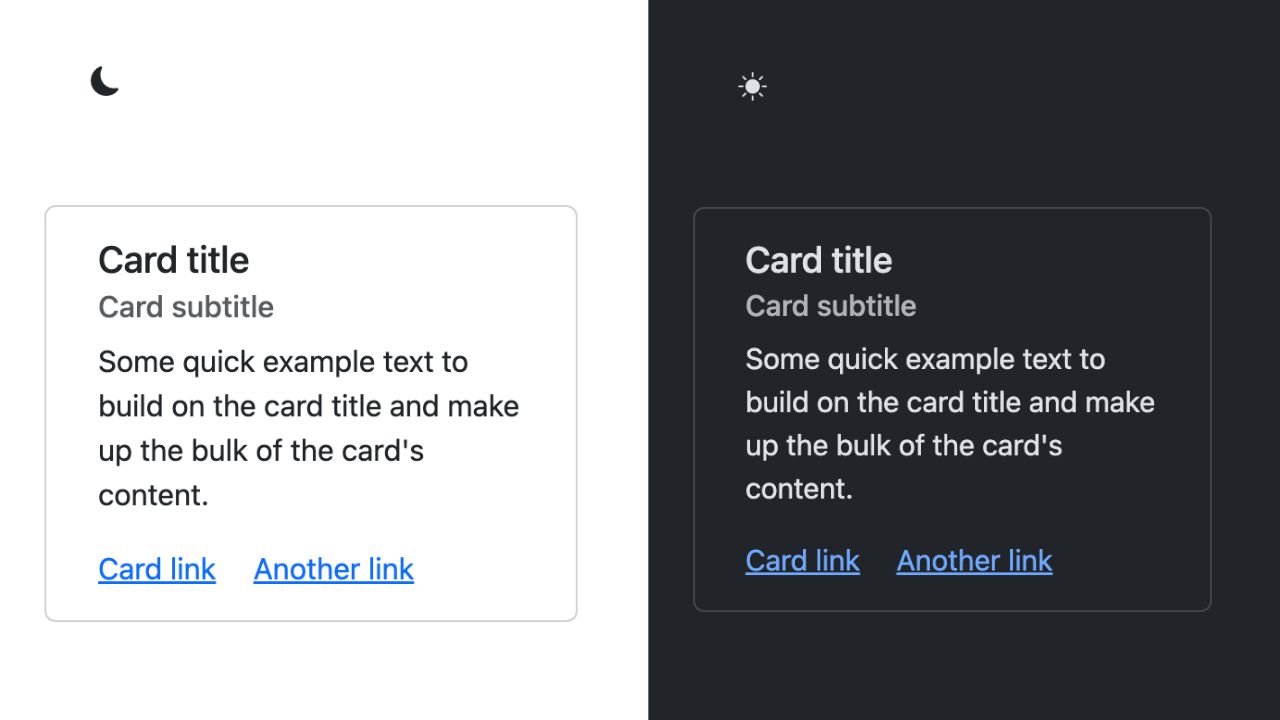 Card title
Card subtitle
Some quick example text to
build on the card title and make
up the bulk of the card's
content.
Card link Another link
Card title
Card subtitle
Some quick example text to
build on the card title and make
up the bulk of the card's
content.
Card link Another link